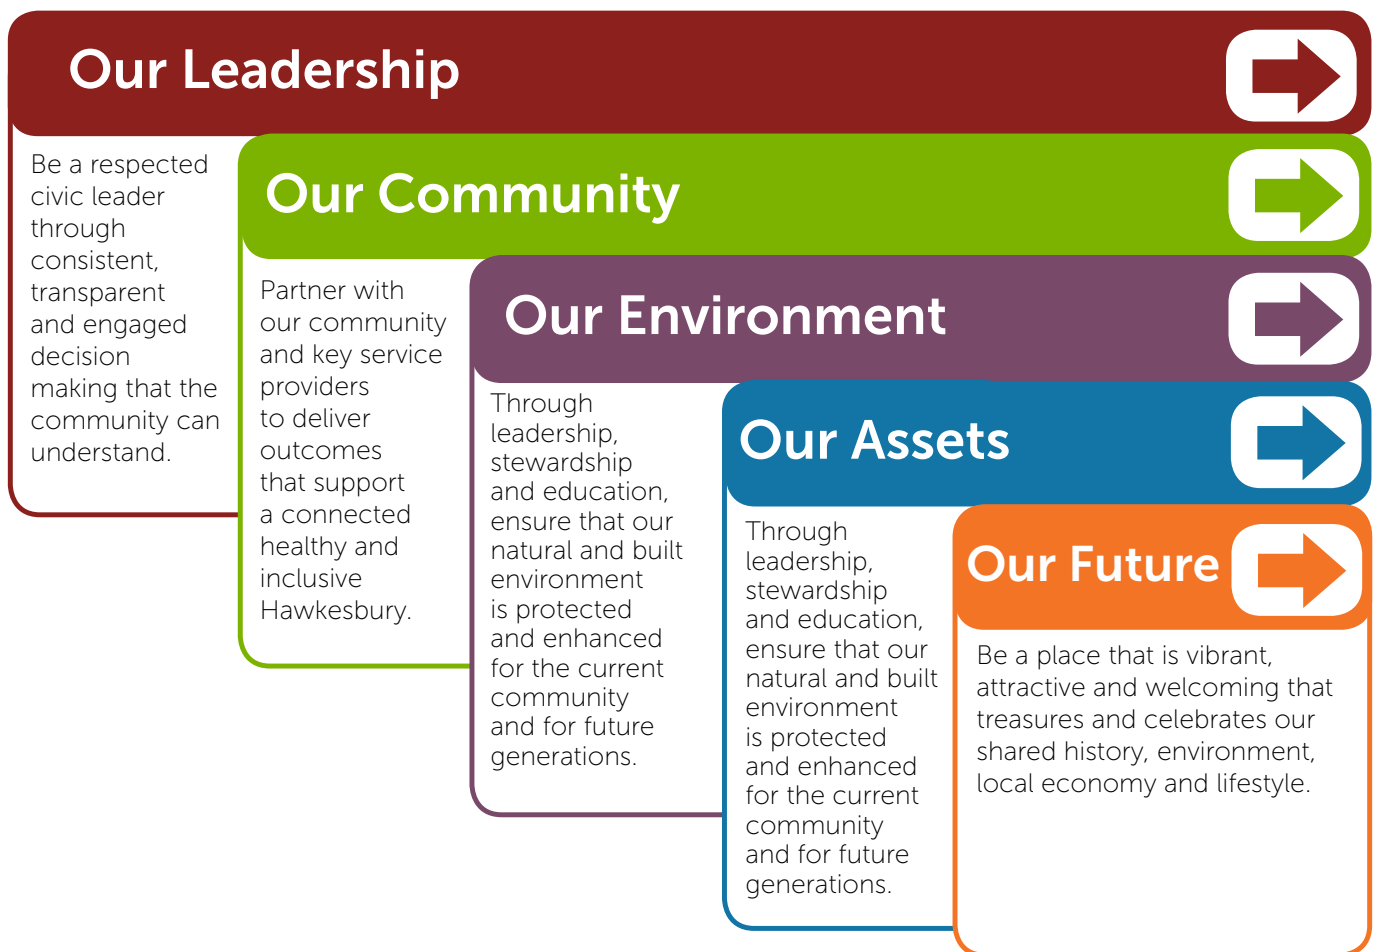 Our Leadership
Be a respected
civic leader
through
consistent,
transparent
and engaged
decision
making that the
community can
understand.
Our Community
Partner with
our community
and key service
providers
to deliver
outcomes
that support
a connected
healthy and
inclusive
Hawkesbury.
Our Environment
Through
leadership,
stewardship
and education,
ensure that our
natural and built
environment
is protected
and enhanced
for the current
community
and for future
generations.
Our Assets
Through
leadership,
stewardship
and education,
ensure that our
natural and built
environment
is protected
and enhanced
for the current
community
and for future
generations.
Our Future
Be a place that is vibrant,
attractive and welcoming that
treasures and celebrates our
shared history, environment,
local economy and lifestyle.